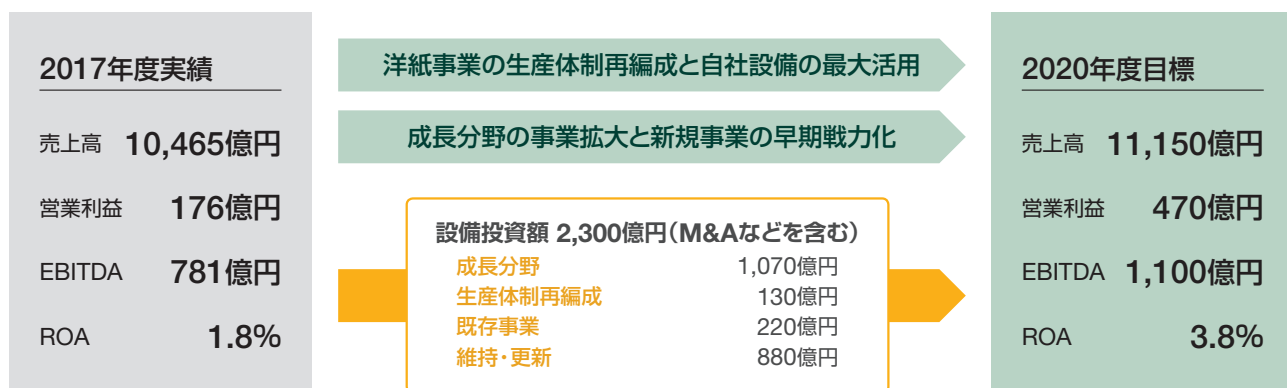 2017年度実績
売上高 10,465億円
営業利益 176億円
EBITDA 781億円
ROA 1.8%
洋紙事業の生産体制再編成と自社設備の最大活用
成長分野の事業拡大と新規事業の早期戦力化
設備投資額 2,300億円（M&Aなどを含む）
成長分野 1,070億円
生産体制再編成 130億円
既存事業 220億円
維持・更新 880億円
2020年度目標
売上高 11,150億円
営業利益 470億円
EBITDA 1,100億円
ROA 3.8%